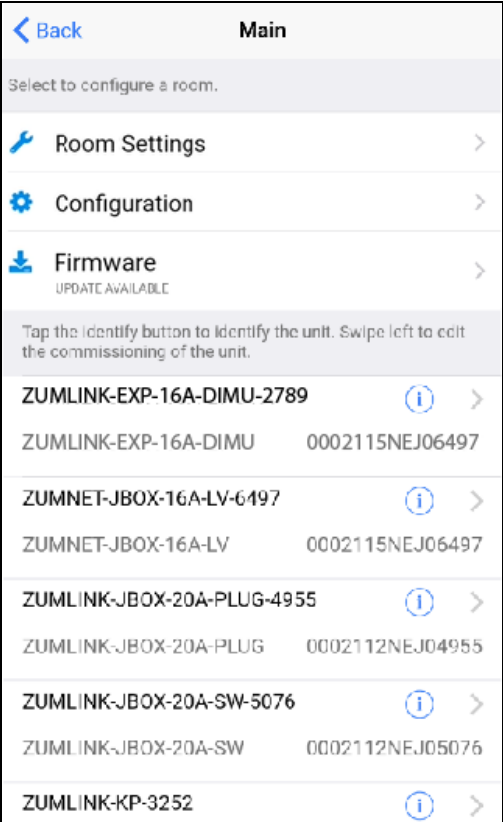 Back Main
Select to configure a room.
Room Settings
Configuration
Firmware
UPDATE AVAILABLE
Tap the Identify button to identify the unit. Swipe left to edit
the commissioning of the unit.
ZUMLINK-EXP-16A-DIMU-2789
ZUMLINK-EXP-16A-DIMU 0002115NEJ06497
ZUMNET-JBOX-16A-LV-6497
ZUMNET-JBOX-16A-LV 0002115NEJ06497
ZUMLINK-JBOX-20A-PLUG-4955
ZUMLINK-JBOX-20A-PLUG 0002112NEJ04955
ZUMLINK-JBOX-20A-SW-5076
ZUMLINK-JBOX-20A-SW 0002112NEJ05076
ZUMLINK-KP-3252